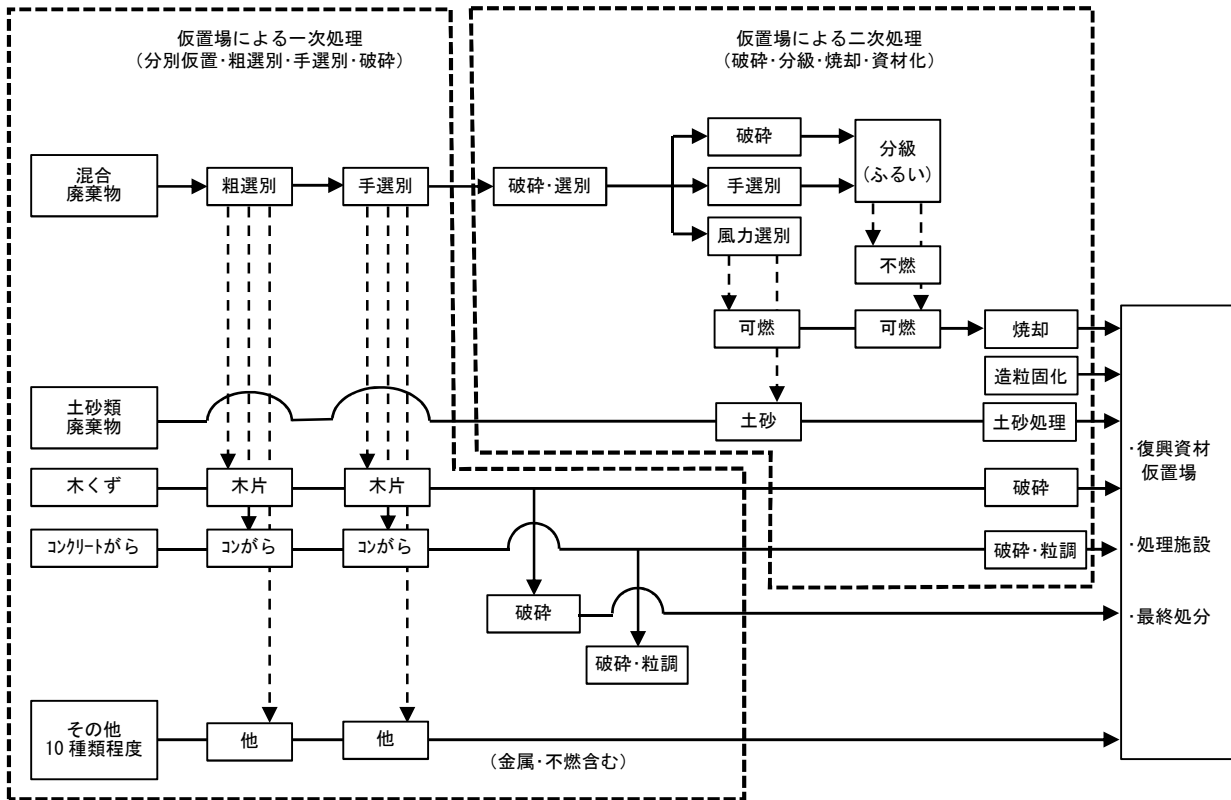 仮置場による一次処理
（分別仮置・粗選別・手選別・破砕）
仮置場による二次処理
（破砕・分級・焼却・資材化）
混合
廃棄物
粗選別
手選別
破砕・選別
破砕
手選別
風力選別
分級
（ふるい）
不燃
可燃
可燃
焼却
造粒固化
土砂類
廃棄物
土砂
土砂処理
木くず
木片
木片
破砕
コンクリートがら
コンがら
コンがら
破砕・粒調
破砕
破砕・粒調
その他
10種類程度
他
他
（金属・不燃含む）
・復興資材
仮置場
・処理施設
・最終処分